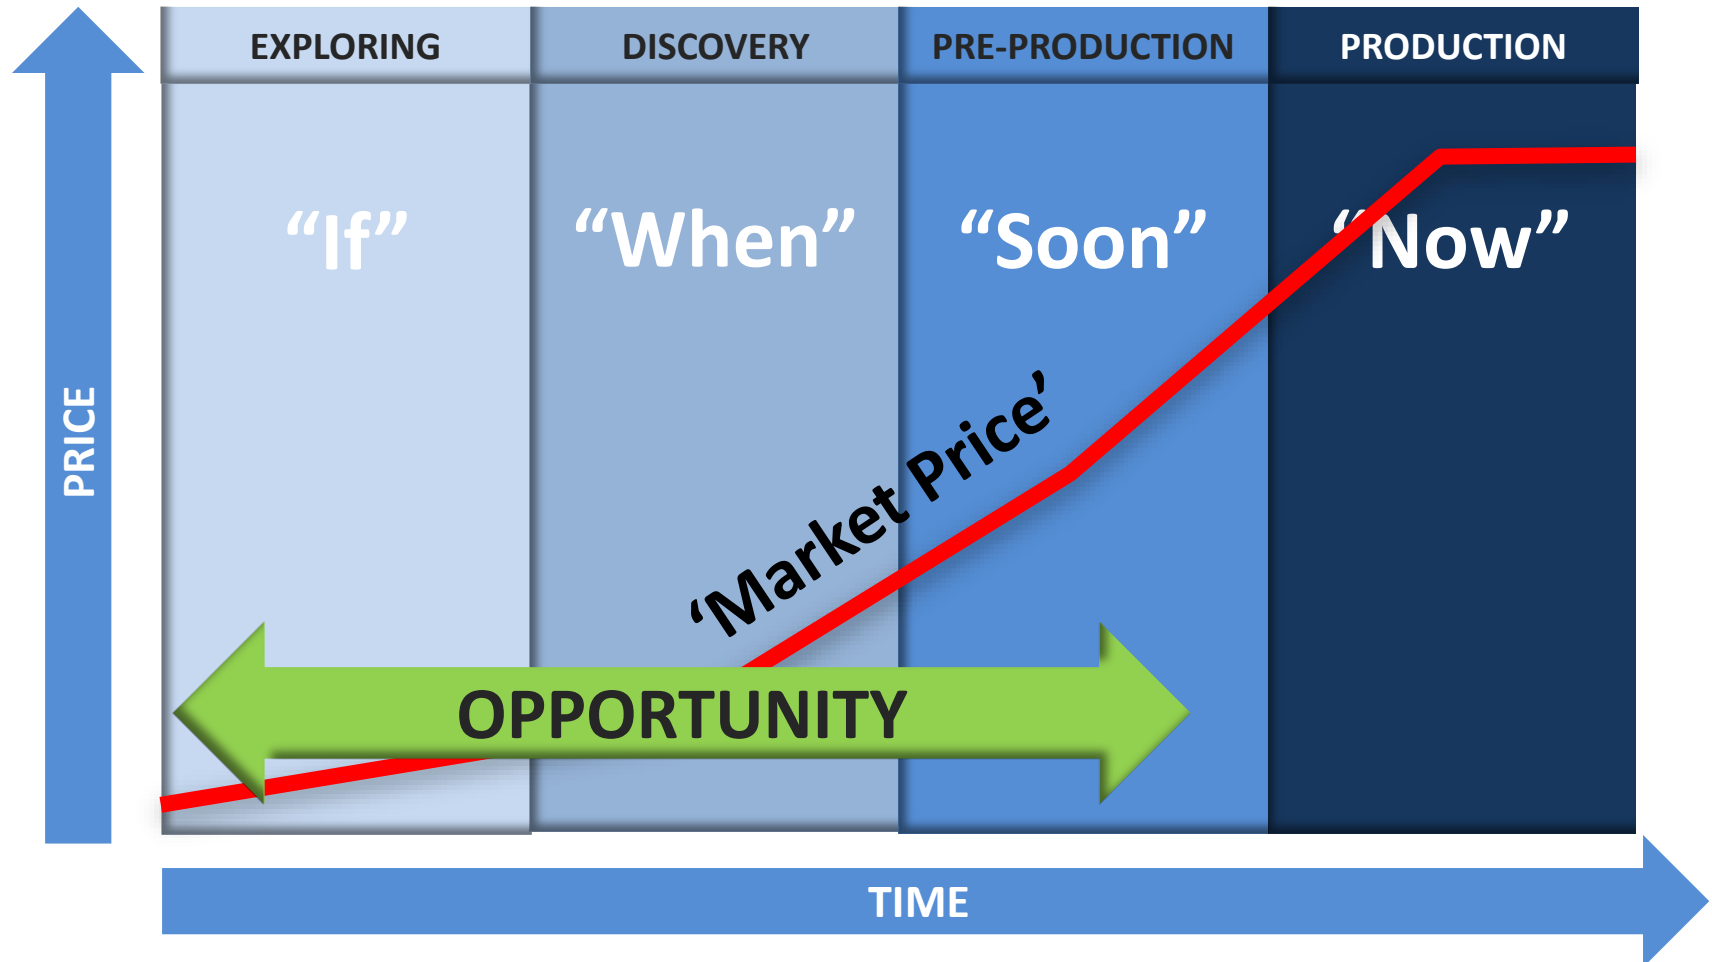 EXPLORING
DISCOVERY
PRE-PRODUCTION
PRODUCTION
“If”
“When”
“Soon”
“Now”
PRICE
‘Market Price’
OPPORTUNITY
TIME